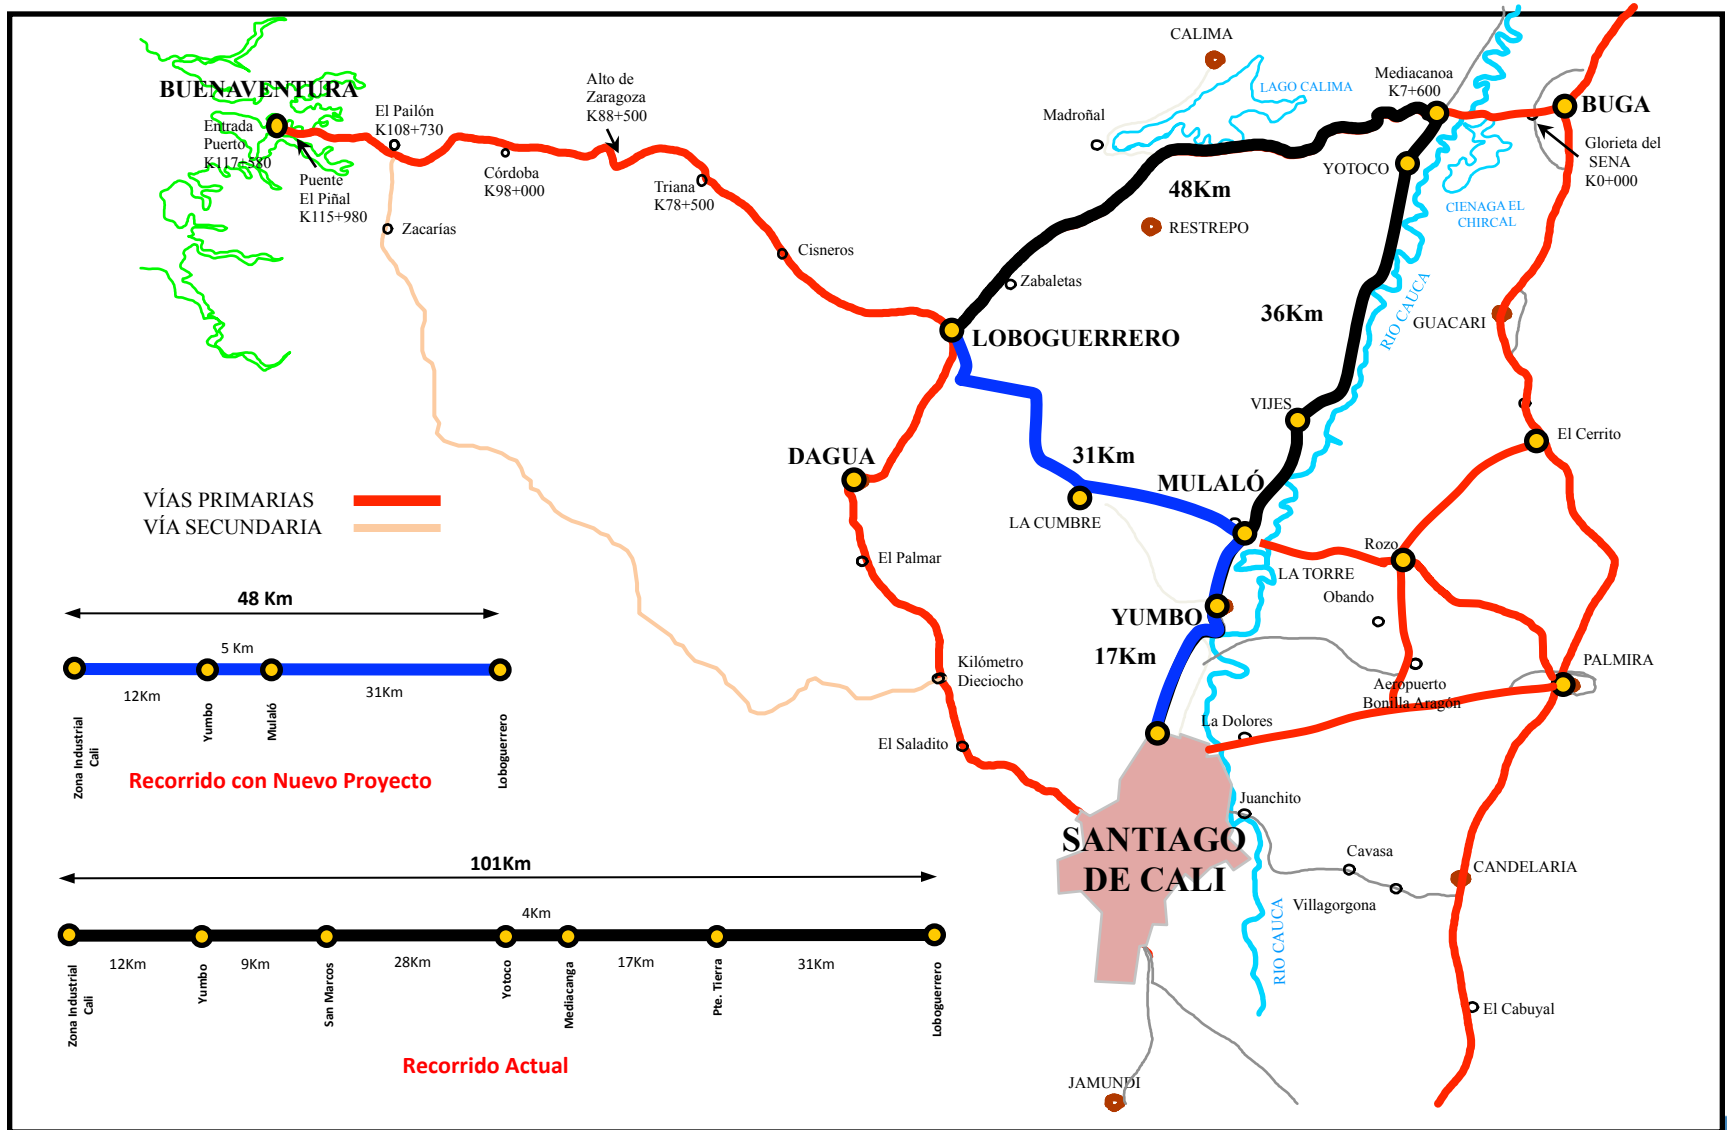 CALIMA
LAGO CALIMA
Mediacanoa
K7+600
BUENAVENTURA
Alto de
Zaragoza
K88+500
El Pailón
K108+730
Entrada
Puerto
K117+580
Madroñal
BUGA
Glorieta del
SENA
K0+000
Córdoba
K98+000
Triana
K78+500
Puente
El Piñal
K115+980
YOTOCO
48Km
CIENAGA EL
CHIRCAL
Zacarías
RESTREPO
Cisneros
Zabaletas
RIO CAUCA
36Km
GUACARI
LOBOGUERRERO
VIJES
El Cerrito
DAGUA
31Km
MULALÓ
VÍAS PRIMARIAS
VÍA SECUNDARIA
LA CUMBRE
Rozo
El Palmar
LA TORRE
Obando
YUMBO
17Km
Kilómetro
Dieciocho
PALMIRA
Aeropuerto
Bonilla Aragón
La Dolores
El Saladito
48 Km
5 Km
12Km
31Km
Zona Industrial
Cali
Yumbo
Mulaló
Loboguerrero
Recorrido con Nuevo Proyecto
Juanchito
SANTIAGO
DE CALI
Cavasa
CANDELARIA
Villagorgona
RIO CAUCA
101Km
4Km
12Km
9Km
28Km
17Km
31Km
Zona Industrial
Cali
Yumbo
San Marcos
Yotoco
Mediacanga
Pte. Tierra
Loboguerrero
Recorrido Actual
El Cabuyal
JAMUNDI